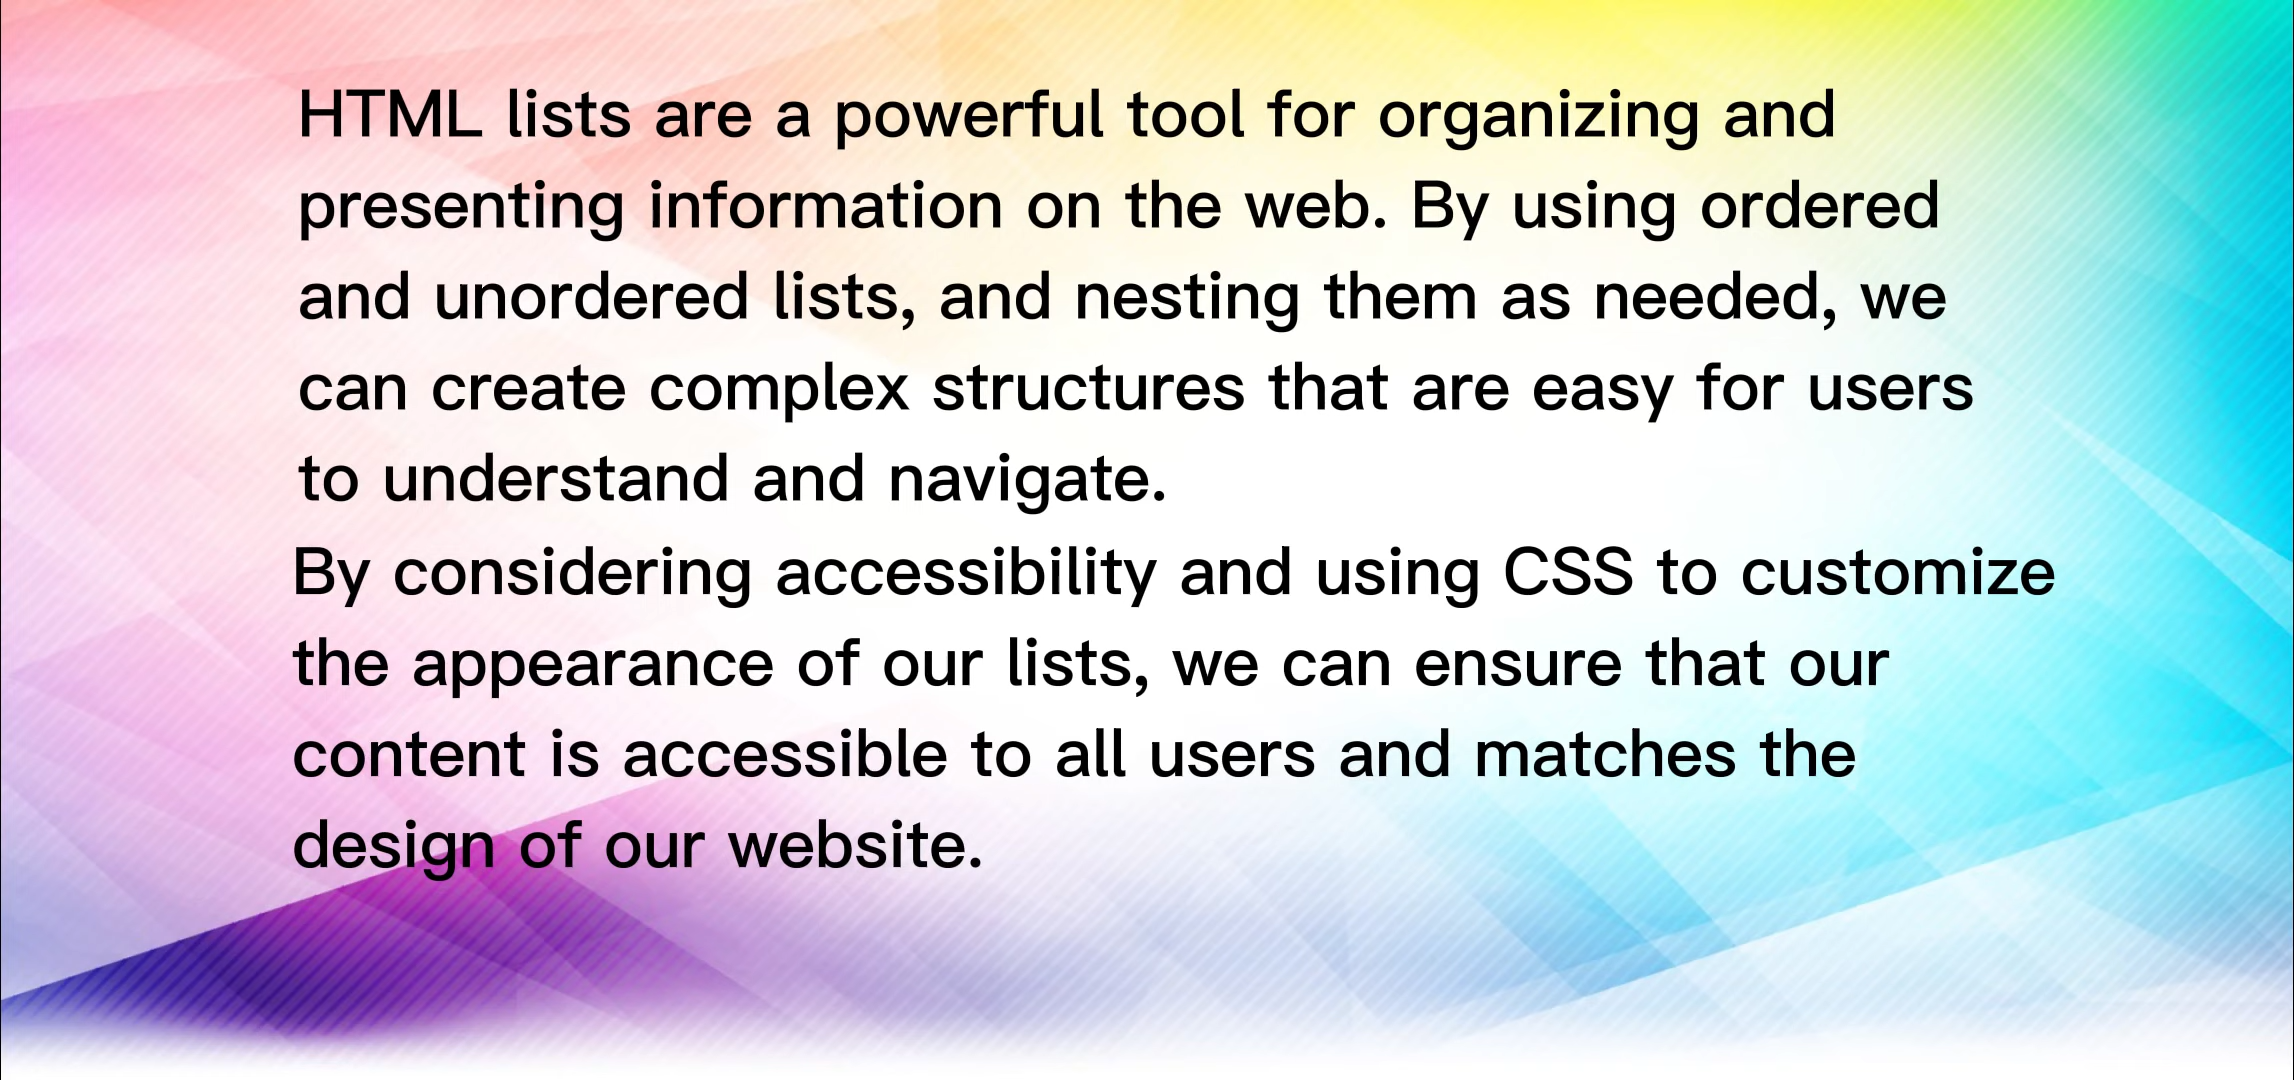 HTML lists are a powerful tool for organizing and
presenting information on the web. By using ordered
and unordered lists, and nesting them as needed, we
can create complex structures that are easy for users
to understand and navigate.
By considering accessibility and using CSS to customize
the appearance of our lists, we can ensure that our
content is accessible to all users and matches the
design of our website.